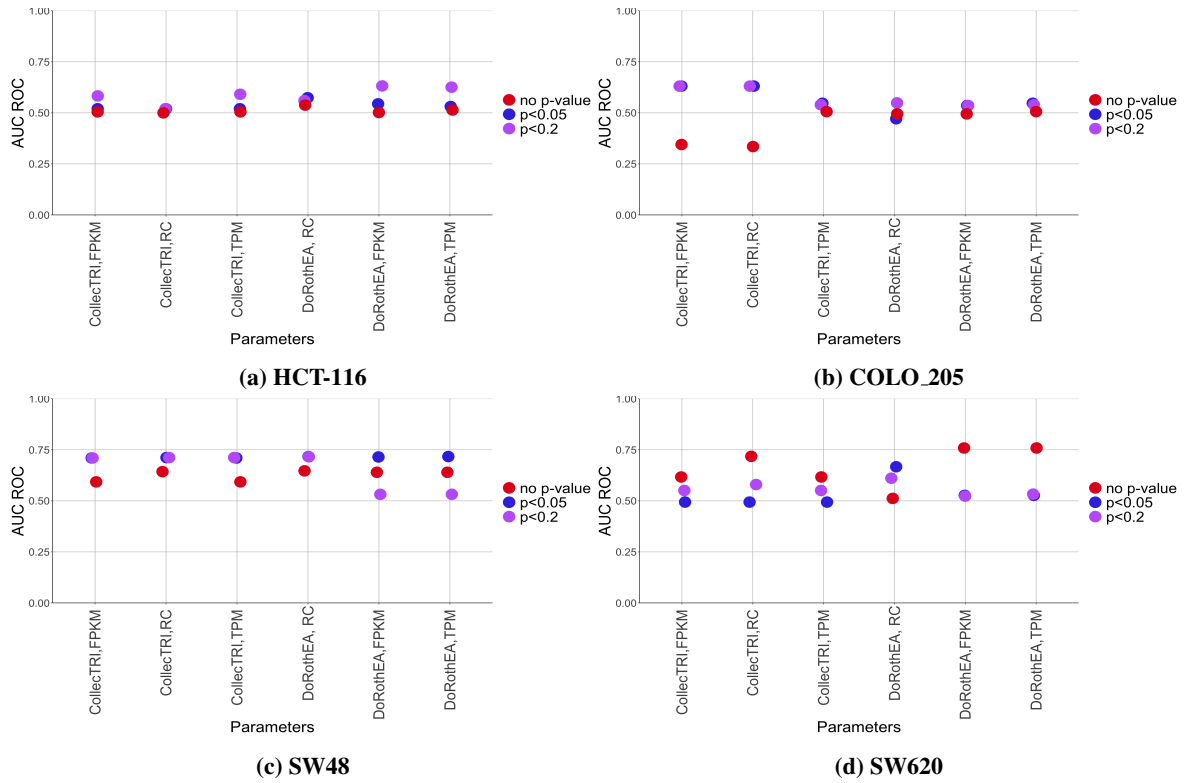 1.00
0.75
0.50
0.25
0.00
AUC ROC
CollecTRI,FPKM
CollecTRI,RC
CollecTRI,TPM
DoRothEA, RC
DoRothEA,FPKM
DoRothEA,TPM
Parameters
no p-value
p<0.05
p<0.2
(a) HCT-116
1.00
0.75
0.50
0.25
0.00
AUC ROC
CollecTRI,FPKM
CollecTRI,RC
CollecTRI,TPM
DoRothEA, RC
DoRothEA,FPKM
DoRothEA,TPM
Parameters
no p-value
p<0.05
p<0.2
(b) COLO_205
1.00
0.75
0.50
0.25
0.00
AUC ROC
CollecTRI,FPKM
CollecTRI,RC
CollecTRI,TPM
DoRothEA, RC
DoRothEA,FPKM
DoRothEA,TPM
Parameters
no p-value
p<0.05
p<0.2
(c) SW48
1.00
0.75
0.50
0.25
0.00
AUC ROC
CollecTRI,FPKM
CollecTRI,RC
CollecTRI,TPM
DoRothEA, RC
DoRothEA,FPKM
DoRothEA,TPM
Parameters
no p-value
p<0.05
p<0.2
(d) SW620